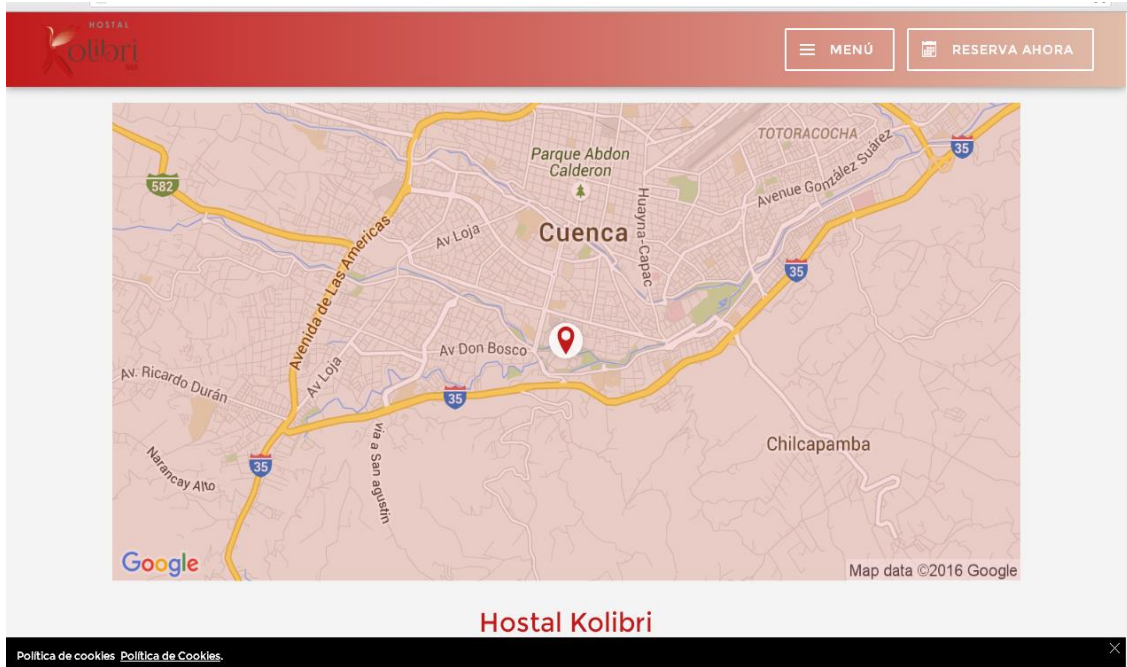 HOSTAL
Kolibri
MENÚ
RESERVA AHORA
TOTORACOCHA
35
Parque Abdon
Calderon
Avenue González Suárez
582
Huayna-Capac
Av Loja
Cuenca
Avenida de Las Americas
35
Av Don Bosco
Av Loja
Av. Ricardo Durán
35
via a San agustin
Chilcapamba
Narancay Alto
35
Google
Map data ©2016 Google
Hostal Kolibri
Política de cookies Política de Cookies.